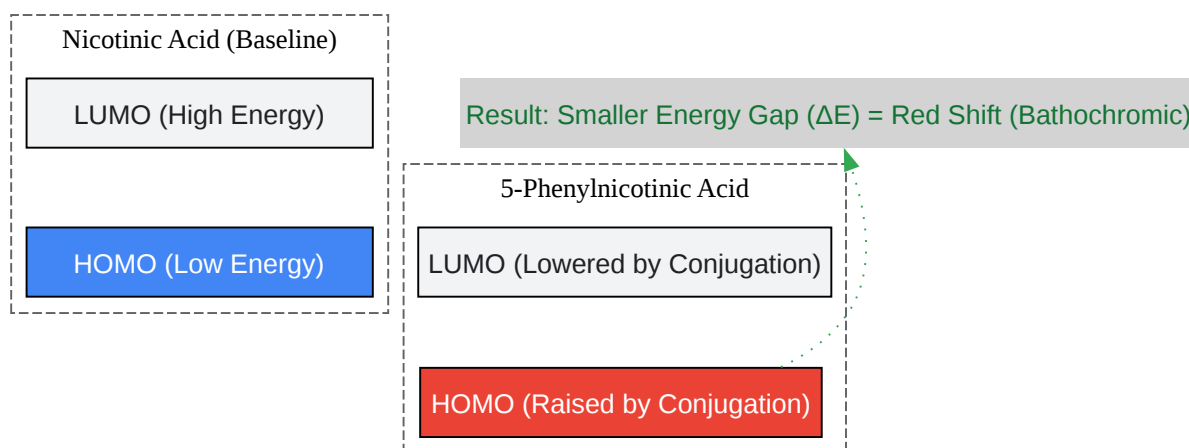 Nicotinic Acid (Baseline)
LUMO (High Energy)
HOMO (Low Energy)
Result: Smaller Energy Gap (ΔE) = Red Shift (Bathochromic)
5-Phenylnicotinic Acid
LUMO (Lowered by Conjugation)
HOMO (Raised by Conjugation)